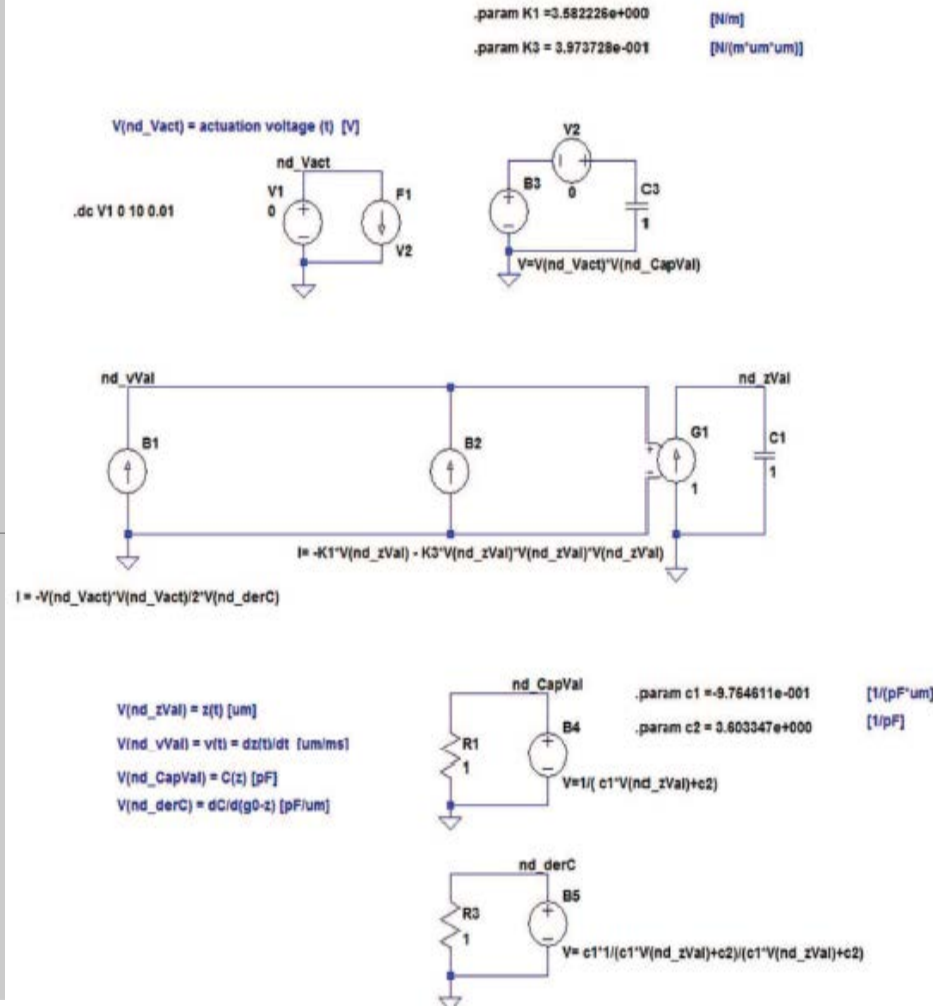 .param K1 =3.582226e+000 [N/m]
.param K3 = 3.973728e-001 [N/(m*um*um)]
V(nd_Vact) = actuation voltage (t) [V]
nd_Vact
V1
0
F1
V2
.dc V1 0 10 0.01
V2
0
B3
C3
1
V=V(nd_Vact)*V(nd_CapVal)
nd_vVal
B1
B2
G1
1
nd_zVal
C1
1
I= -K1*V(nd_zVal) - K3*V(nd_zVal)*V(nd_zVal)*V(nd_zVal)
I = -V(nd_Vact)*V(nd_Vact)/2*V(nd_derC)
V(nd_zVal) = z(t) [um]
V(nd_vVal) = v(t) = dz(t)/dt [um/ms]
V(nd_CapVal) = C(z) [pF]
V(nd_derC) = dC/d(g0-z) [pF/um]
nd_CapVal
R1
1
B4
V=1/( c1*V(nd_zVal)+c2)
.param c1 =-9.764611e-001 [1/(pF*um)]
.param c2 = 3.603347e+000 [1/pF]
nd_derC
R3
1
B5
V= c1*1/(c1*V(nd_zVal)+c2)/(c1*V(nd_zVal)+c2)